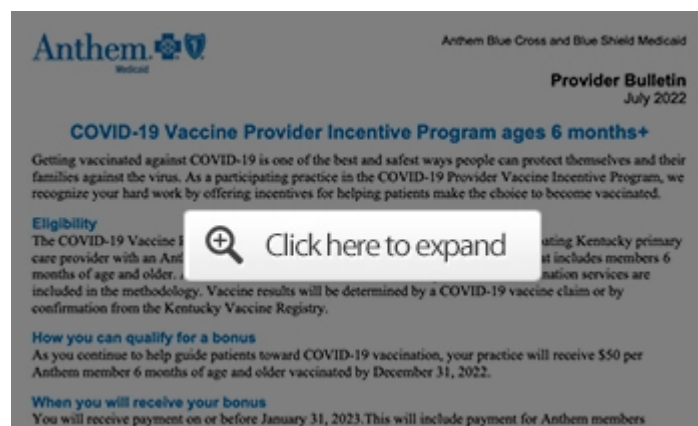 Anthem
Medicaid
Anthem Blue Cross and Blue Shield Medicaid
Provider Bulletin
July 2022
COVID-19 Vaccine Provider Incentive Program ages 6 months+
Getting vaccinated against COVID-19 is one of the best and safest ways people can protect themselves and their
families against the virus. As a participating practice in the COVID-19 Provider Vaccine Incentive Program, we
recognize your hard work by offering incentives for helping patients make the choice to become vaccinated.
Eligibility
The COVID-19 Vaccine ating Kentucky primary
Click here to expand
care provider with an Ant at includes members 6
months of age and older. nation services are
included in the methodology. Vaccine results will be determined by a COVID-19 vaccine claim or by
confirmation from the Kentucky Vaccine Registry.
How you can qualify for a bonus
As you continue to help guide patients toward COVID-19 vaccination, your practice will receive $50 per
Anthem member 6 months of age and older vaccinated by December 31, 2022.
When you will receive your bonus
You will receive payment on or before January 31, 2023.This will include payment for Anthem members